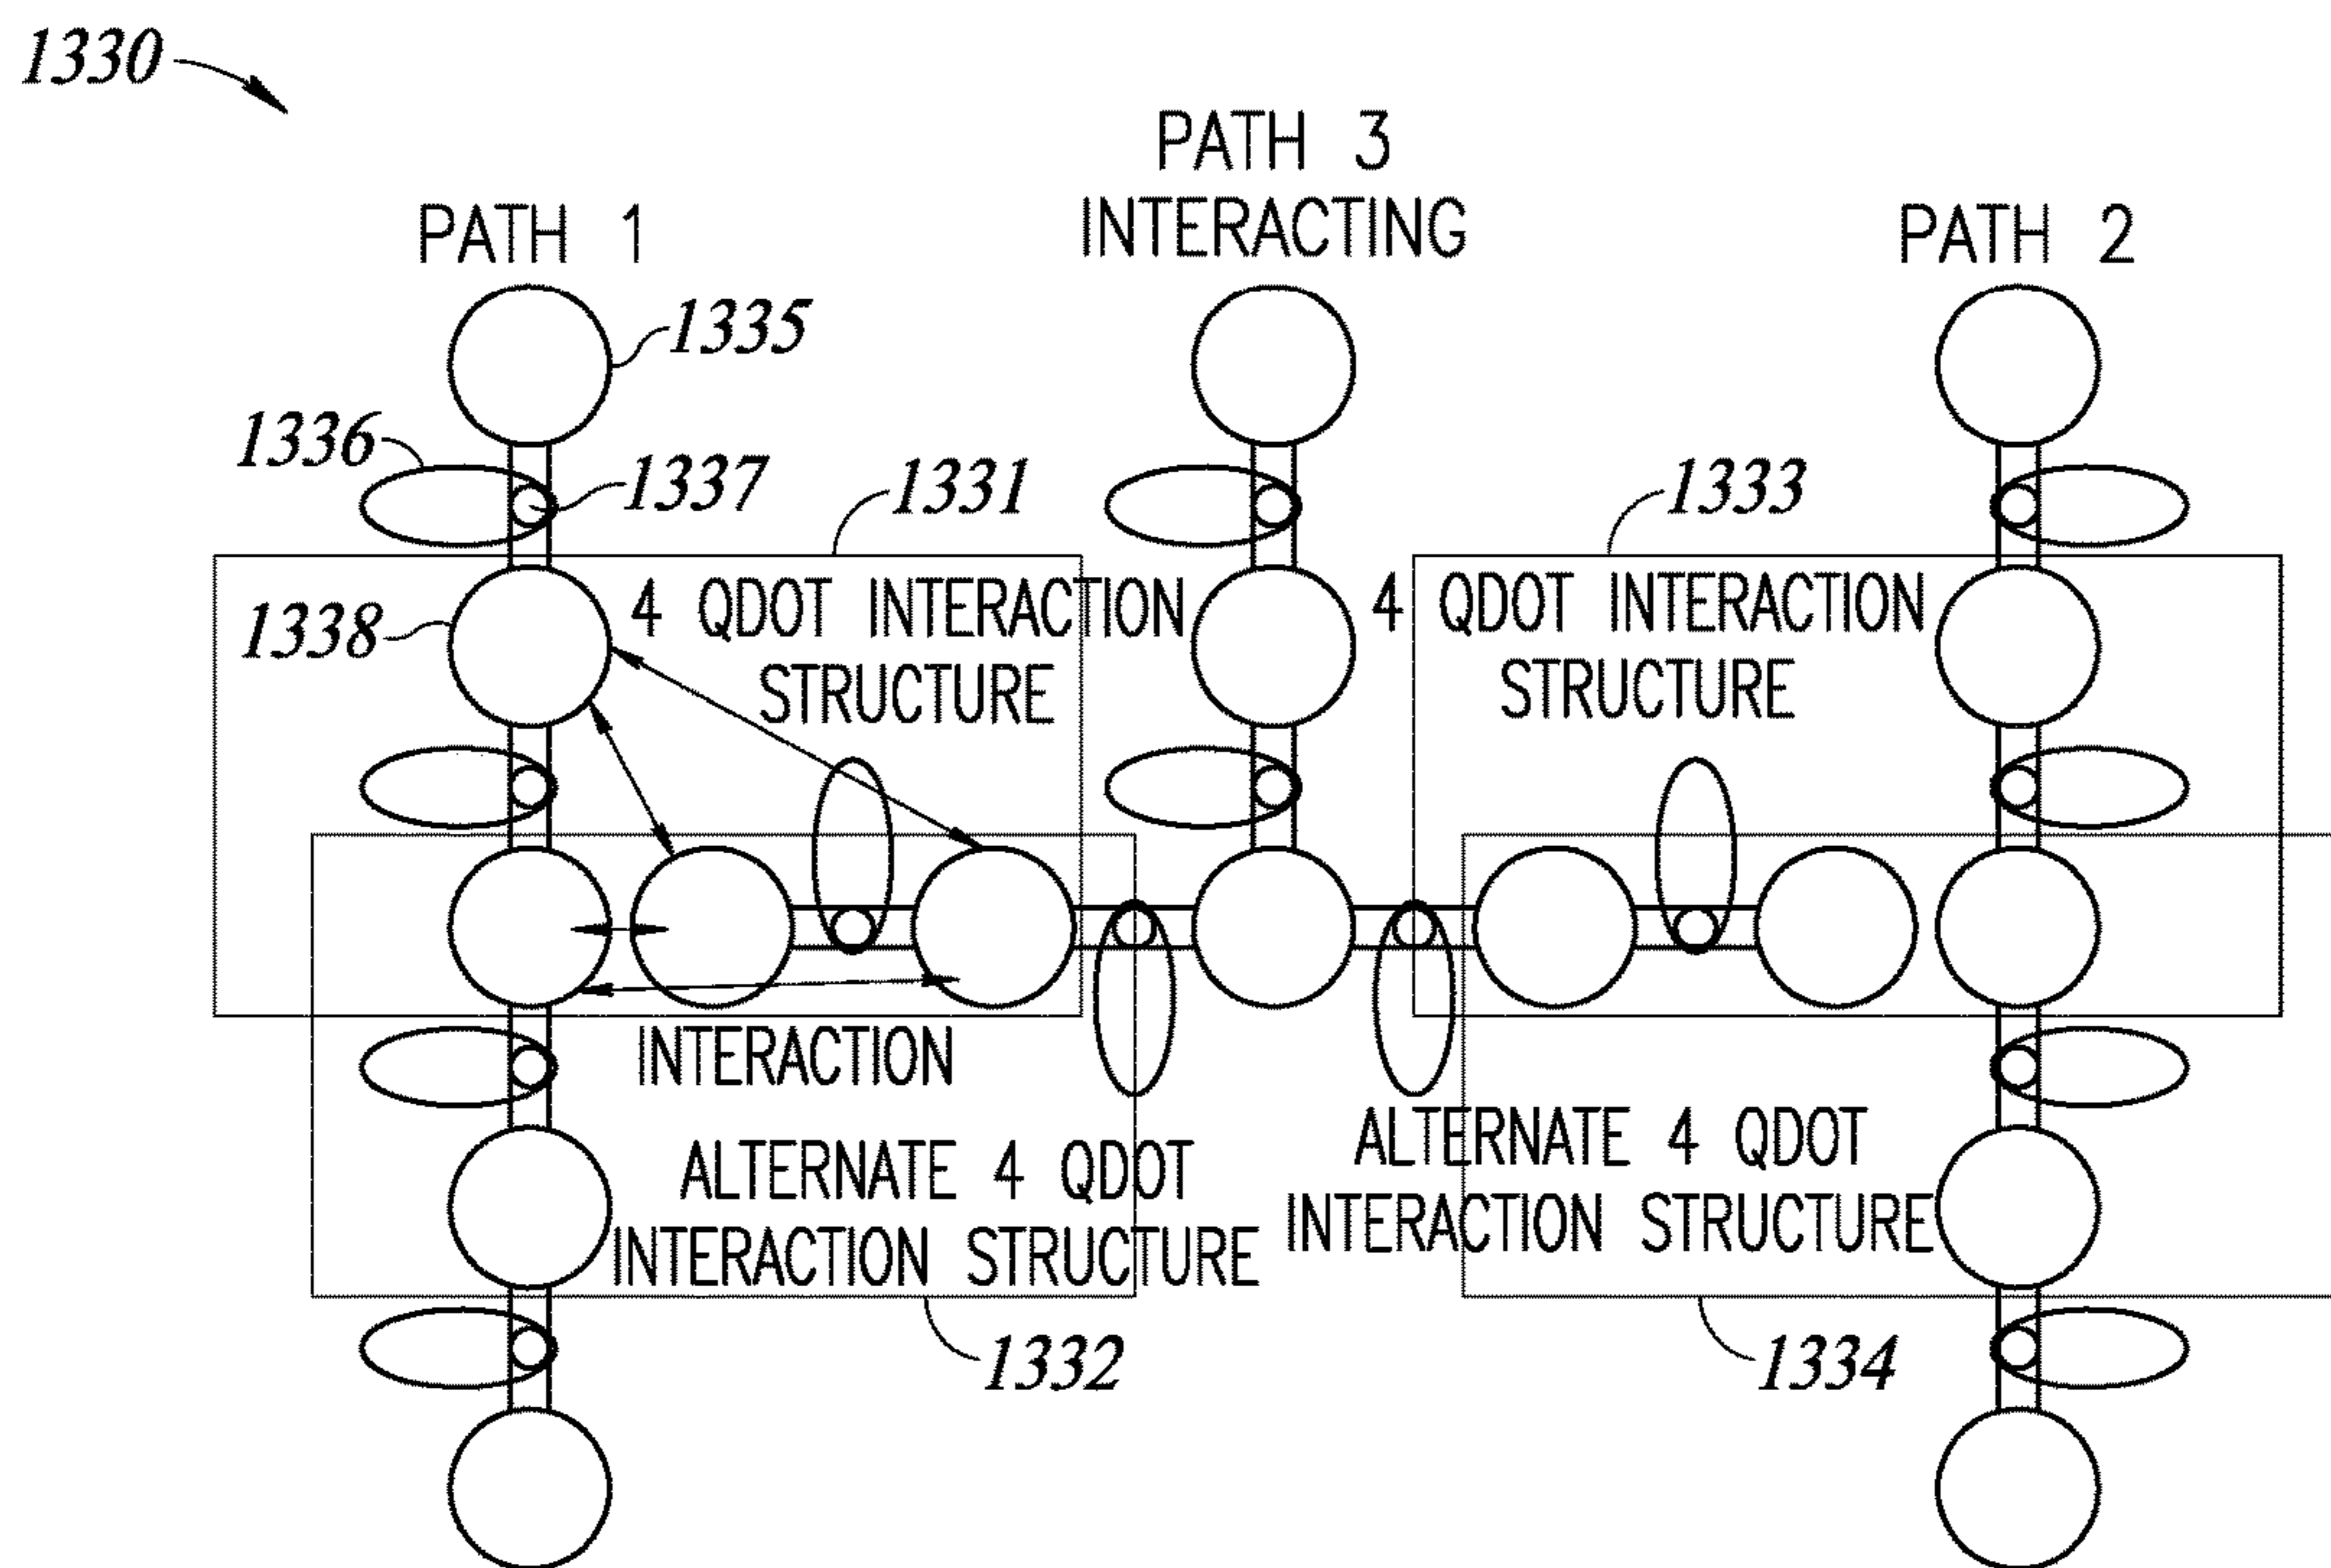 1330
PATH 3
INTERACTING
PATH 1
PATH 2
1335
1336
1337
1331
1333
1338
4 QDOT INTERACTION
STRUCTURE
4 QDOT INTERACTION
STRUCTURE
INTERACTION
ALTERNATE 4 QDOT
INTERACTION STRUCTURE
ALTERNATE 4 QDOT
INTERACTION STRUCTURE
1332
1334